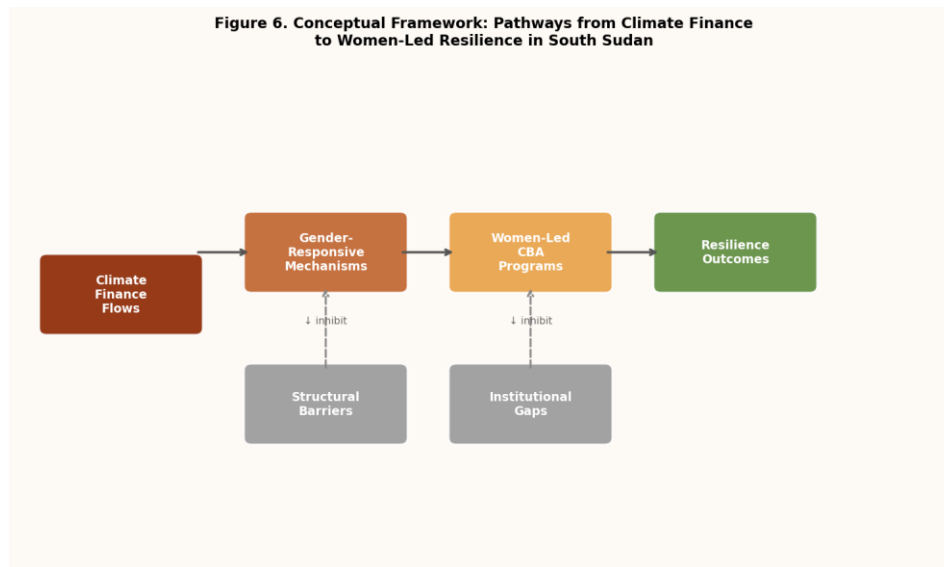 Figure 6. Conceptual Framework: Pathways from Climate Finance
to Women-Led Resilience in South Sudan
Climate
Finance
Flows
Gender-
Responsive
Mechanisms
Women-Led
CBA
Programs
Resilience
Outcomes
↓ inhibit
↓ inhibit
Structural
Barriers
Institutional
Gaps